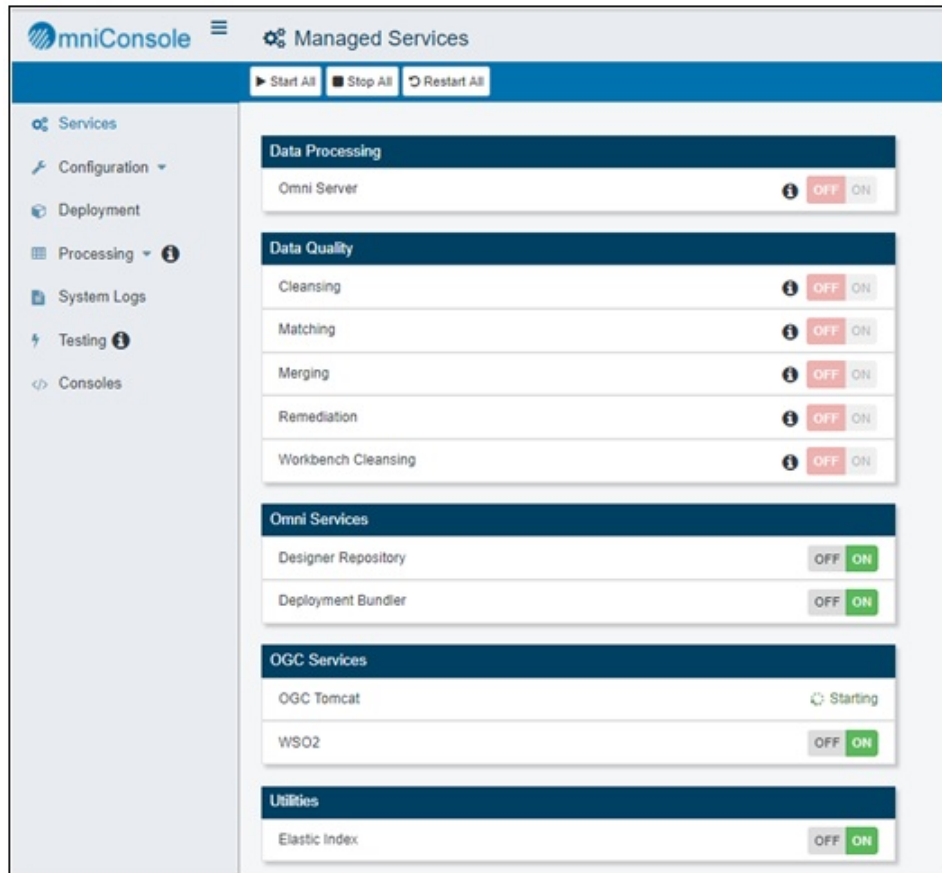 OmniConsole
Managed Services
Start All Stop All Restart All
Services
Configuration
Deployment
Processing
System Logs
Testing
Consoles
Data Processing
Omni Server OFF ON
Data Quality
Cleansing OFF ON
Matching OFF ON
Merging OFF ON
Remediation OFF ON
Workbench Cleansing OFF ON
Omni Services
Designer Repository OFF ON
Deployment Bundler OFF ON
OGC Services
OGC Tomcat Starting
WSO2 OFF ON
Utilities
Elastic Index OFF ON